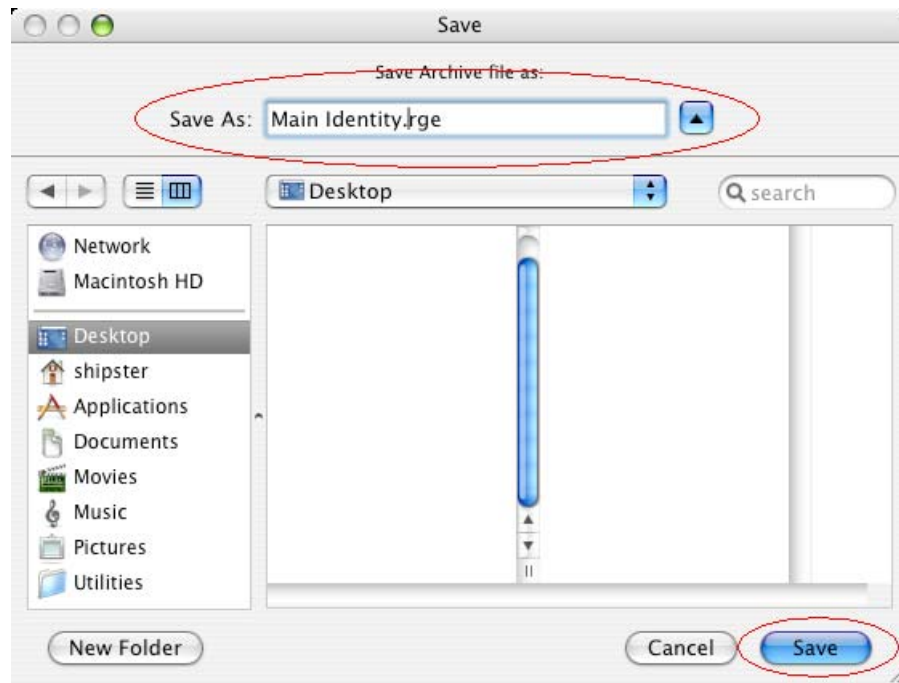 Save
Save Archive file as:
Save As: Main Identity.rge
Desktop
search
Network
Macintosh HD
Desktop
shipster
Applications
Documents
Movies
Music
Pictures
Utilities
New Folder
Cancel
Save